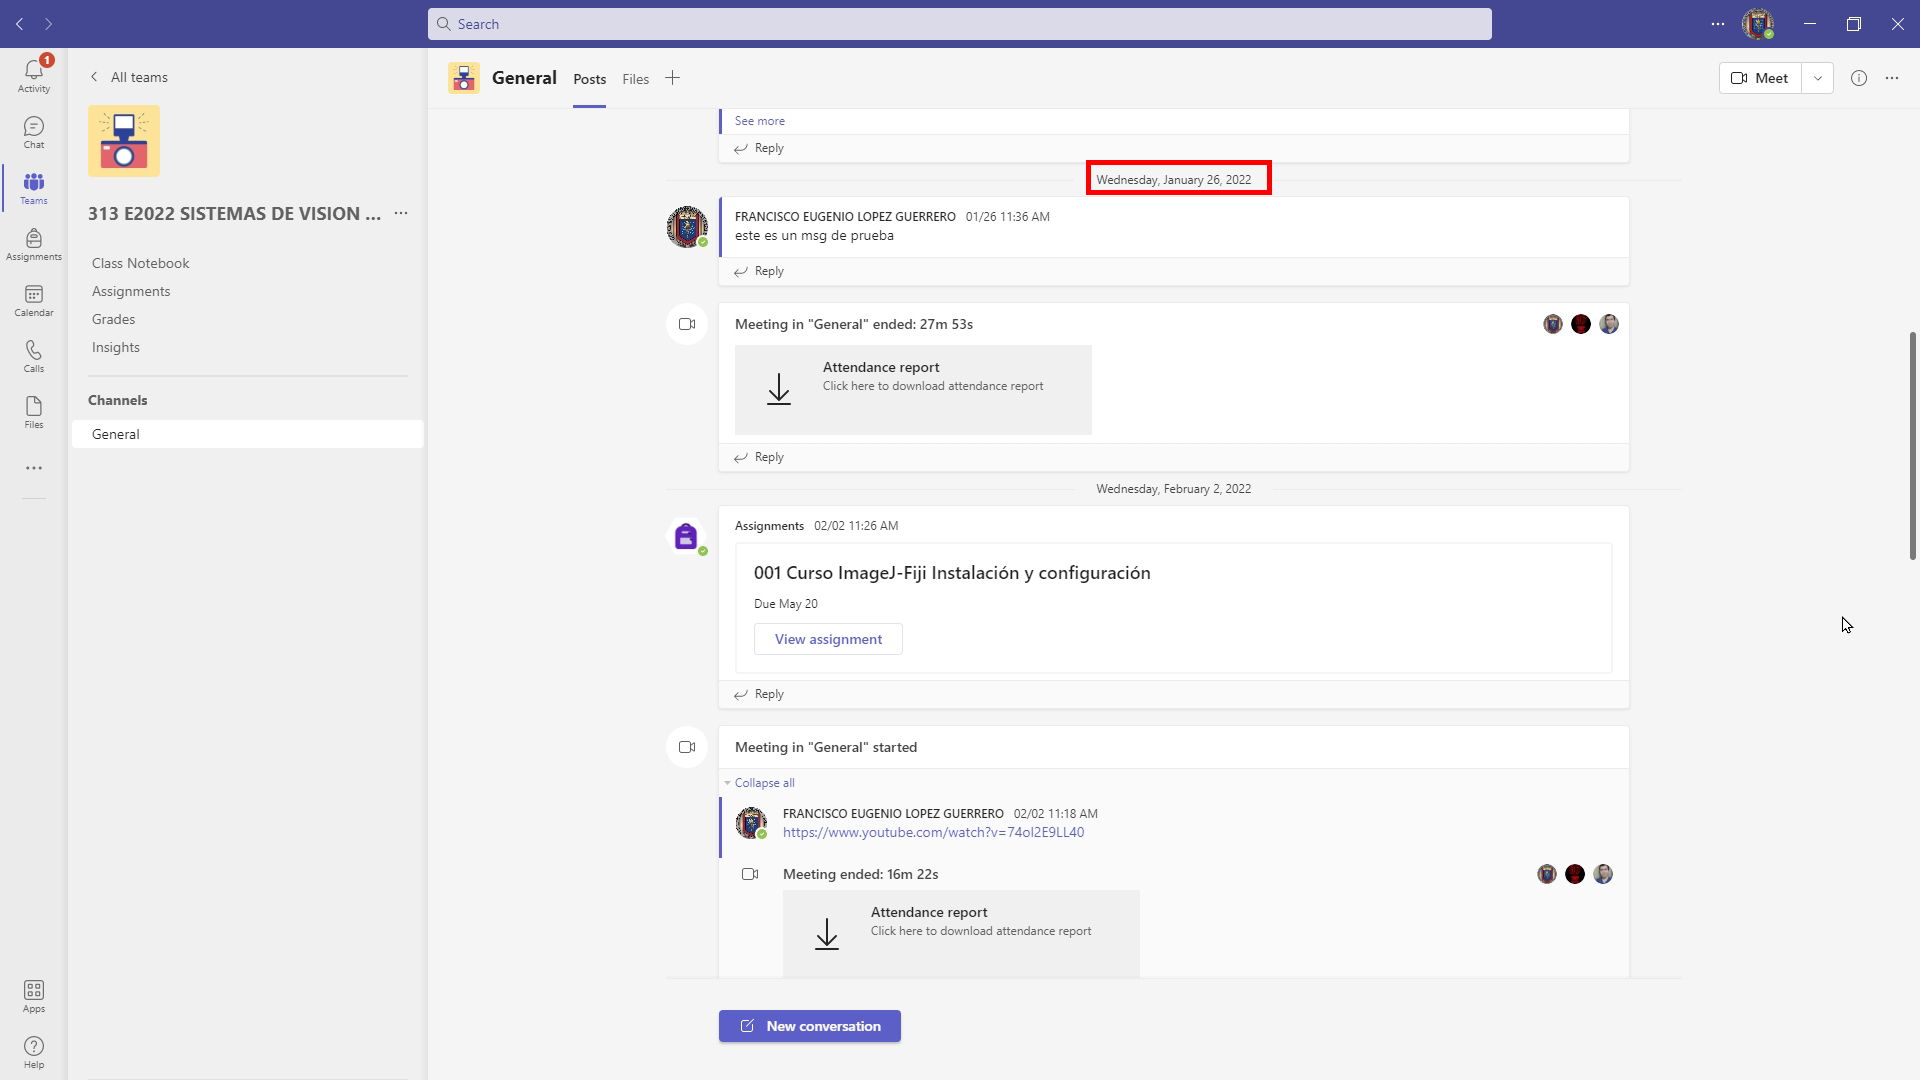 Search
1
Activity
Chat
Teams
Assignments
Calendar
Calls
Files
Apps
Help
All teams
313 E2022 SISTEMAS DE VISION ...
Class Notebook
Assignments
Grades
Insights
Channels
General
General
Posts
Files
Meet
See more
Reply
Wednesday, January 26, 2022
FRANCISCO EUGENIO LOPEZ GUERRERO 01/26 11:36 AM
este es un msg de prueba
Reply
Meeting in "General" ended: 27m 53s
Attendance report
Click here to download attendance report
Reply
Wednesday, February 2, 2022
Assignments 02/02 11:26 AM
001 Curso ImageJ-Fiji Instalación y configuración
Due May 20
View assignment
Reply
Meeting in "General" started
Collapse all
FRANCISCO EUGENIO LOPEZ GUERRERO 02/02 11:18 AM
https://www.youtube.com/watch?v=74ol2E9LL40
Meeting ended: 16m 22s
Attendance report
Click here to download attendance report
New conversation